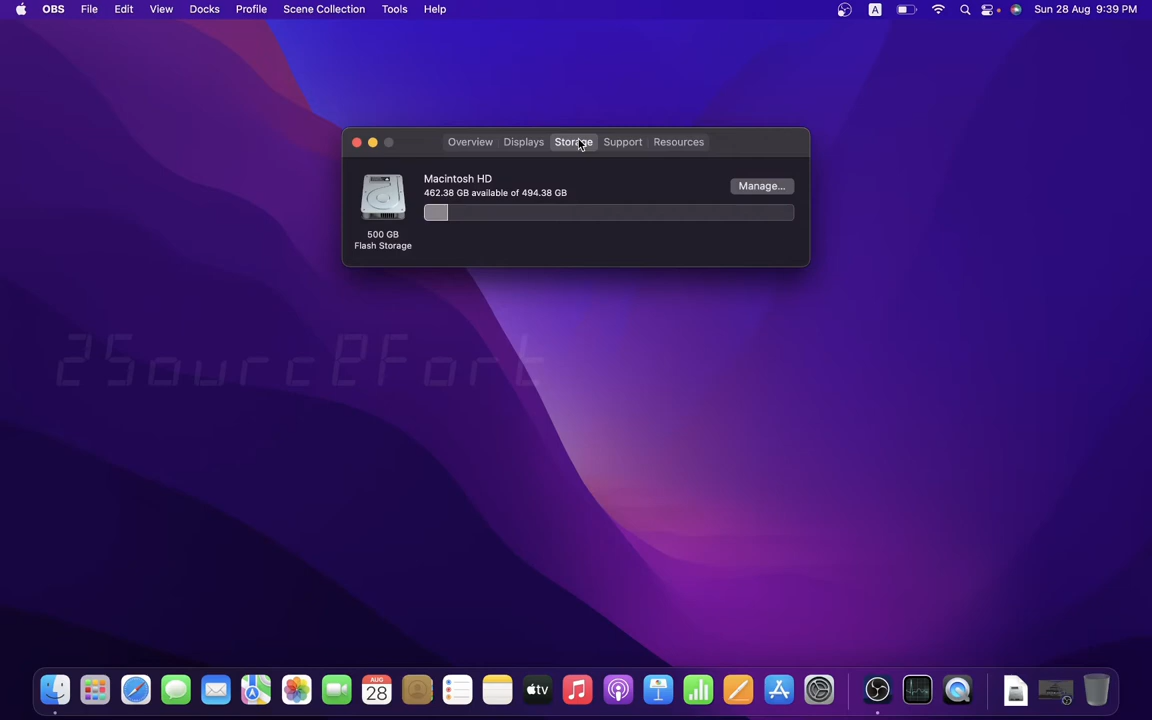 OBS File Edit View Docks Profile Scene Collection Tools Help A Sun 28 Aug 9:39 PM
Overview Displays Storage Support Resources
Macintosh HD
462.38 GB available of 494.38 GB
Manage...
500 GB
Flash Storage
2SourceFort
tv
AUG
28